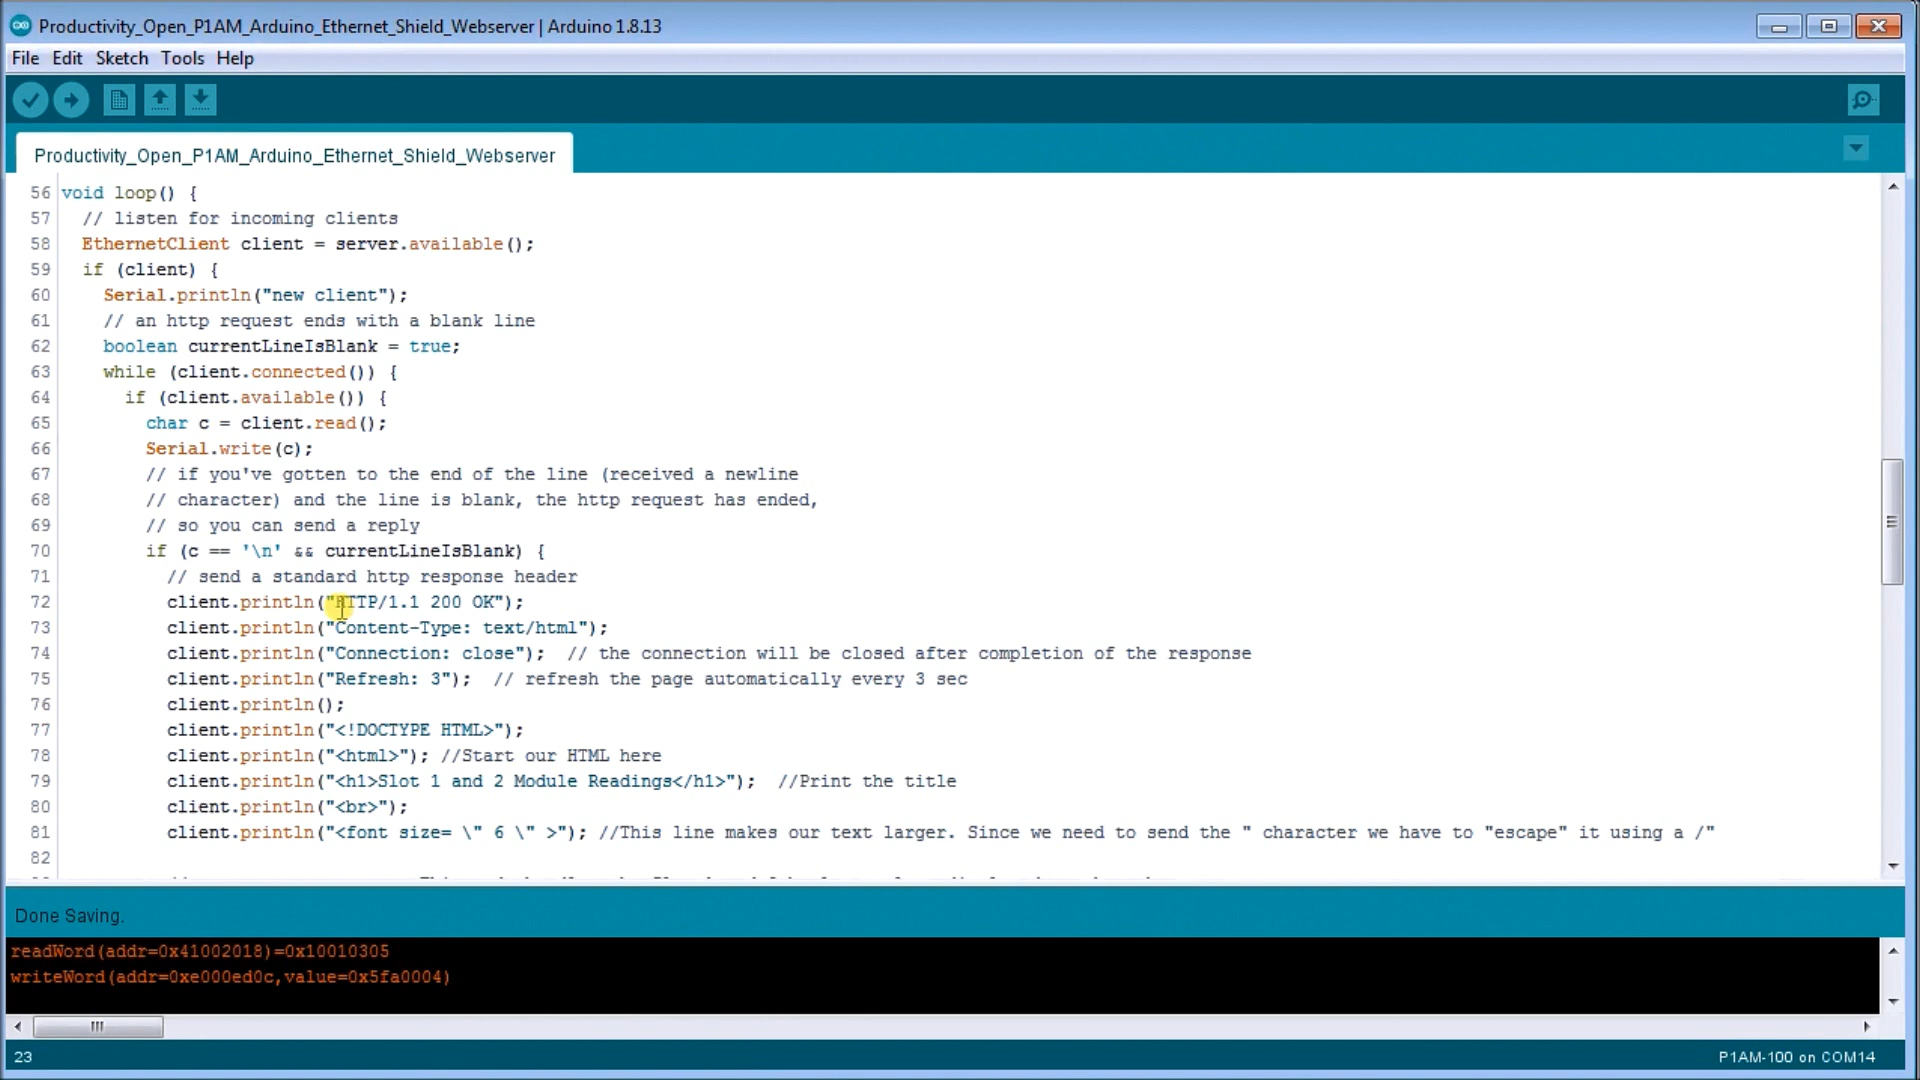 Productivity_Open_P1AM_Arduino_Ethernet_Shield_Webserver | Arduino 1.8.13
File Edit Sketch Tools Help
Productivity_Open_P1AM_Arduino_Ethernet_Shield_Webserver
56 void loop() {
57 // listen for incoming clients
58 EthernetClient client = server.available();
59 if (client) {
60 Serial.println("new client");
61 // an http request ends with a blank line
62 boolean currentLineIsBlank = true;
63 while (client.connected()) {
64 if (client.available()) {
65 char c = client.read();
66 Serial.write(c);
67 // if you've gotten to the end of the line (received a newline
68 // character) and the line is blank, the http request has ended,
69 // so you can send a reply
70 if (c == '\n' && currentLineIsBlank) {
71 // send a standard http response header
72 client.println("HTTP/1.1 200 OK");
73 client.println("Content-Type: text/html");
74 client.println("Connection: close"); // the connection will be closed after completion of the response
75 client.println("Refresh: 3"); // refresh the page automatically every 3 sec
76 client.println();
77 client.println("<!DOCTYPE HTML>");
78 client.println("<html>"); //Start our HTML here
79 client.println("<h1>Slot 1 and 2 Module Readings</h1>"); //Print the title
80 client.println("<br>");
81 client.println("<font size= \" 6 \" >"); //This line makes our text larger. Since we need to send the " character we have to "escape" it using a /"
82
Done Saving.
readWord(addr=0x41002018)=0x10010305
writeWord(addr=0xe000ed0c,value=0x5fa0004)
23
P1AM-100 on COM14